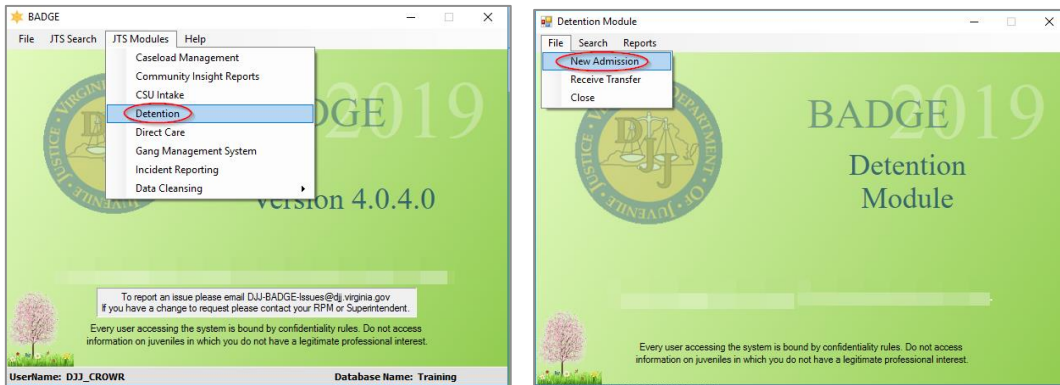 BADGE
File JTS Search JTS Modules Help
Caseload Management
Community Insight Reports
CSU Intake
Detention
Direct Care
Gang Management System
Incident Reporting
Data Cleansing
DGE 2019
Version 4.0.4.0
To report an issue please email DJJ-BADGE-Issues@djj.virginia.gov
If you have a change to request please contact your RPM or Superintendent.
Every user accessing the system is bound by confidentiality rules. Do not access
information on juveniles in which you do not have a legitimate professional interest.
UserName: DJJ_CROWR Database Name: Training
Detention Module
File Search Reports
New Admission
Receive Transfer
Close
DJJ
BADGE 2019
Detention
Module
Every user accessing the system is bound by confidentiality rules. Do not access
information on juveniles in which you do not have a legitimate professional interest.